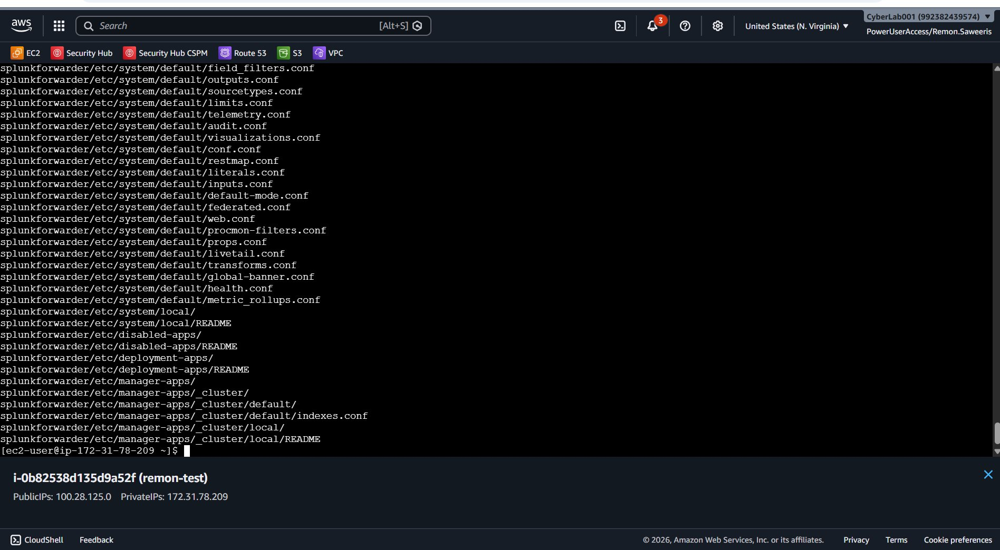 aws
Search [Alt+S]
3
United States (N. Virginia)
CyberLab001 (992382439574)
PowerUserAccess/Remon.Saweeris
EC2 Security Hub Security Hub CSPM Route 53 S3 VPC
splunkforwarder/etc/system/default/field_filters.conf
splunkforwarder/etc/system/default/outputs.conf
splunkforwarder/etc/system/default/sourcetypes.conf
splunkforwarder/etc/system/default/limits.conf
splunkforwarder/etc/system/default/telemetry.conf
splunkforwarder/etc/system/default/audit.conf
splunkforwarder/etc/system/default/visualizations.conf
splunkforwarder/etc/system/default/conf.conf
splunkforwarder/etc/system/default/restmap.conf
splunkforwarder/etc/system/default/literals.conf
splunkforwarder/etc/system/default/inputs.conf
splunkforwarder/etc/system/default/default-mode.conf
splunkforwarder/etc/system/default/federated.conf
splunkforwarder/etc/system/default/web.conf
splunkforwarder/etc/system/default/procmon-filters.conf
splunkforwarder/etc/system/default/props.conf
splunkforwarder/etc/system/default/livetail.conf
splunkforwarder/etc/system/default/transforms.conf
splunkforwarder/etc/system/default/global-banner.conf
splunkforwarder/etc/system/default/health.conf
splunkforwarder/etc/system/default/metric_rollups.conf
splunkforwarder/etc/system/local/
splunkforwarder/etc/system/local/README
splunkforwarder/etc/disabled-apps/
splunkforwarder/etc/disabled-apps/README
splunkforwarder/etc/deployment-apps/
splunkforwarder/etc/deployment-apps/README
splunkforwarder/etc/manager-apps/
splunkforwarder/etc/manager-apps/_cluster/
splunkforwarder/etc/manager-apps/_cluster/default/
splunkforwarder/etc/manager-apps/_cluster/default/indexes.conf
splunkforwarder/etc/manager-apps/_cluster/local/
splunkforwarder/etc/manager-apps/_cluster/local/README
[ec2-user@ip-172-31-78-209 ~]$
i-0b82538d135d9a52f (remon-test)
PublicIPs: 100.28.125.0 PrivateIPs: 172.31.78.209
CloudShell Feedback © 2026, Amazon Web Services, Inc. or its affiliates. Privacy Terms Cookie preferences